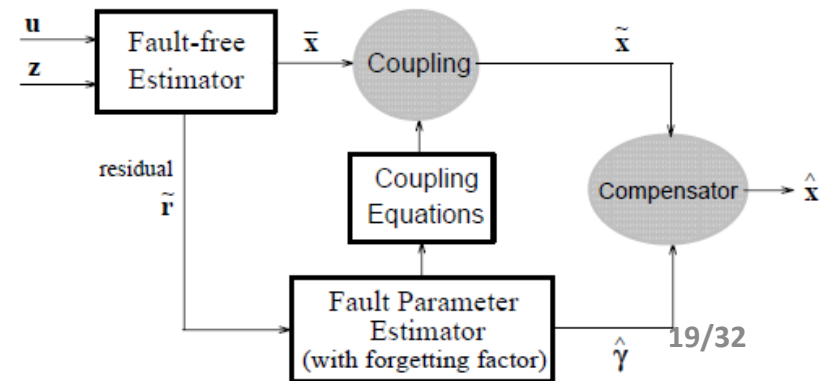 u
z
Fault-free
Estimator
x̄
Coupling
x̃
residual
r̃
Coupling
Equations
Compensator
x̂
Fault Parameter
Estimator
(with forgetting factor)
γ̂
19/32